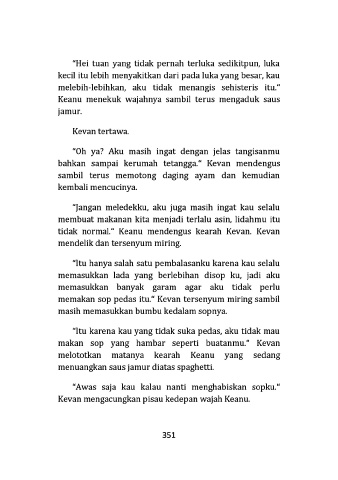 "Hei tuan yang tidak pernah terluka sedikitpun, luka
kecil itu lebih menyakitkan dari pada luka yang besar, kau
melebih-lebihkan, aku tidak menangis sehisteris itu."
Keanu menekuk wajahnya sambil terus mengaduk saus
jamur.
Kevan tertawa.
"Oh ya? Aku masih ingat dengan jelas tangisanmu
bahkan sampai kerumah tetangga." Kevan mendengus
sambil terus memotong daging ayam dan kemudian
kembali mencucinya.
"Jangan meledekku, aku juga masih ingat kau selalu
membuat makanan kita menjadi terlalu asin, lidahmu itu
tidak normal." Keanu mendengus kearah Kevan. Kevan
mendelik dan tersenyum miring.
"Itu hanya salah satu pembalasanku karena kau selalu
memasukkan lada yang berlebihan disop ku, jadi aku
memasukkan banyak garam agar aku tidak perlu
memakan sop pedas itu." Kevan tersenyum miring sambil
masih memasukkan bumbu kedalam sopnya.
"Itu karena kau yang tidak suka pedas, aku tidak mau
makan sop yang hambar seperti buatanmu." Kevan
melototkan matanya kearah Keanu yang sedang
menuangkan saus jamur diatas spaghetti.
"Awas saja kau kalau nanti menghabiskan sopku."
Kevan mengacungkan pisau kedepan wajah Keanu.
351